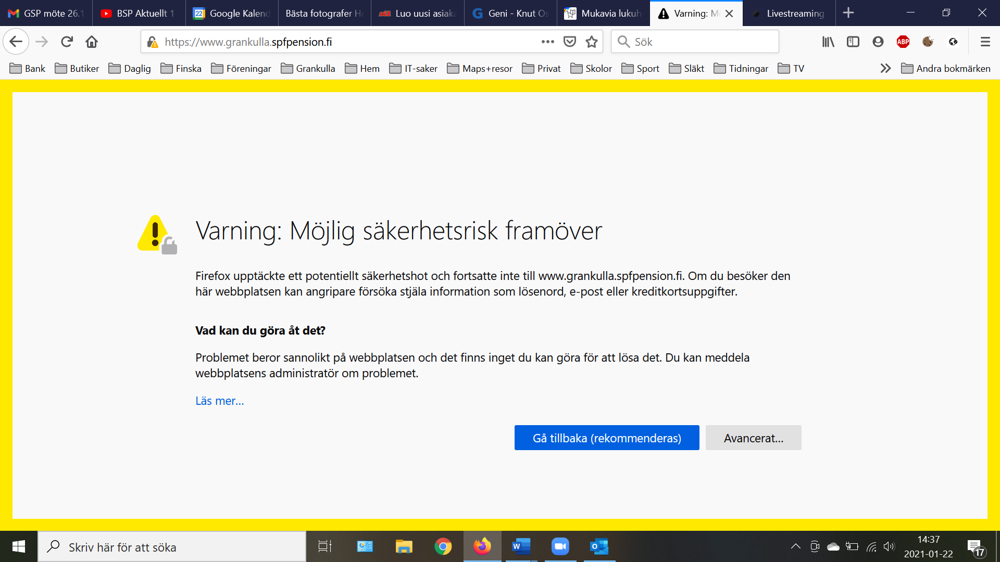 GSP möte 26.1
BSP Aktuellt 1
Google Kalend
Bästa fotografer He
Luo uusi asiaka
Geni - Knut Os
Mukavia lukuh
Varning: Mö
Livestreaming
https://www.grankulla.spfpension.fi
Sök
ABP
Bank
Butiker
Daglig
Finska
Föreningar
Grankulla
Hem
IT-saker
Maps+resor
Privat
Skolor
Sport
Släkt
Tidningar
TV
Andra bokmärken
Varning: Möjlig säkerhetsrisk framöver
Firefox upptäckte ett potentiellt säkerhetshot och fortsatte inte till www.grankulla.spfpension.fi. Om du besöker den
här webbplatsen kan angripare försöka stjäla information som lösenord, e-post eller kreditkortsuppgifter.
Vad kan du göra åt det?
Problemet beror sannolikt på webbplatsen och det finns inget du kan göra för att lösa det. Du kan meddela
webbplatsens administratör om problemet.
Läs mer...
Gå tillbaka (rekommenderas)
Avancerat...
Skriv här för att söka
14:37
2021-01-22
17